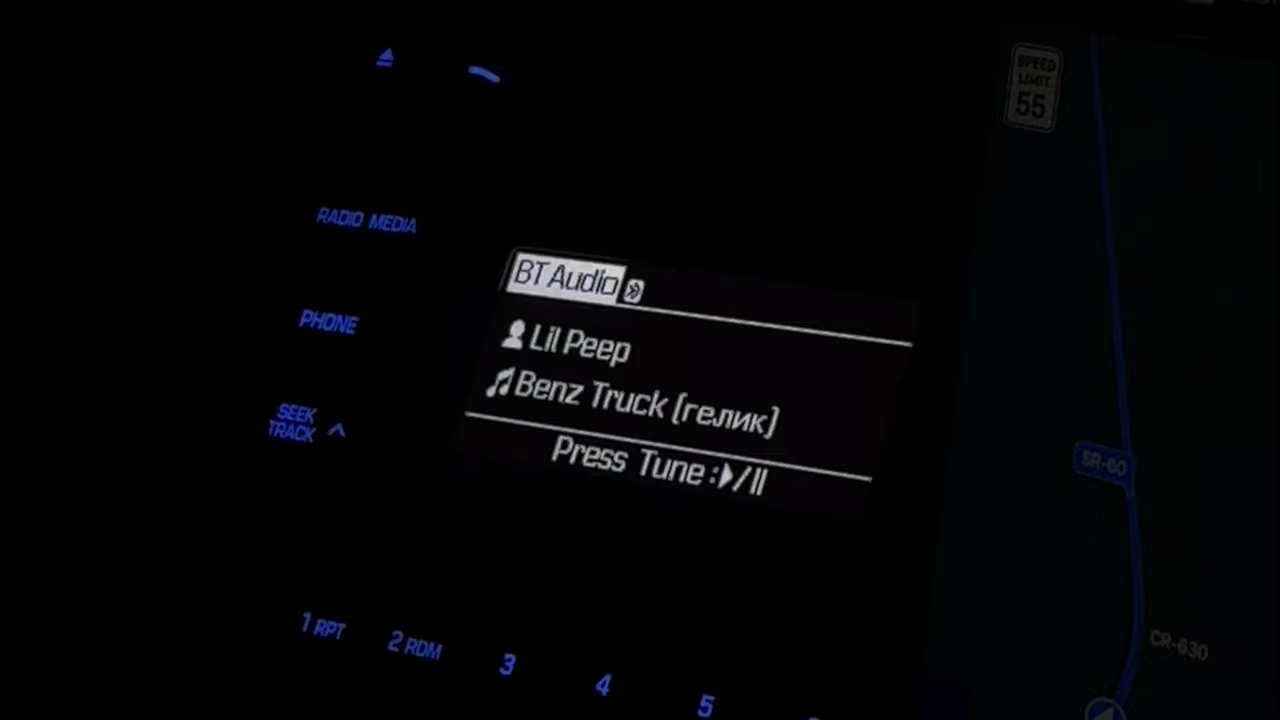 SPEED
LIMIT
55
RADIO MEDIA
BT Audio
PHONE
Lil Peep
Benz Truck (гелик)
SEEK
TRACK
Press Tune :▶/II
SR-60
1 RPT
2 RDM
3
4
5
CR-630